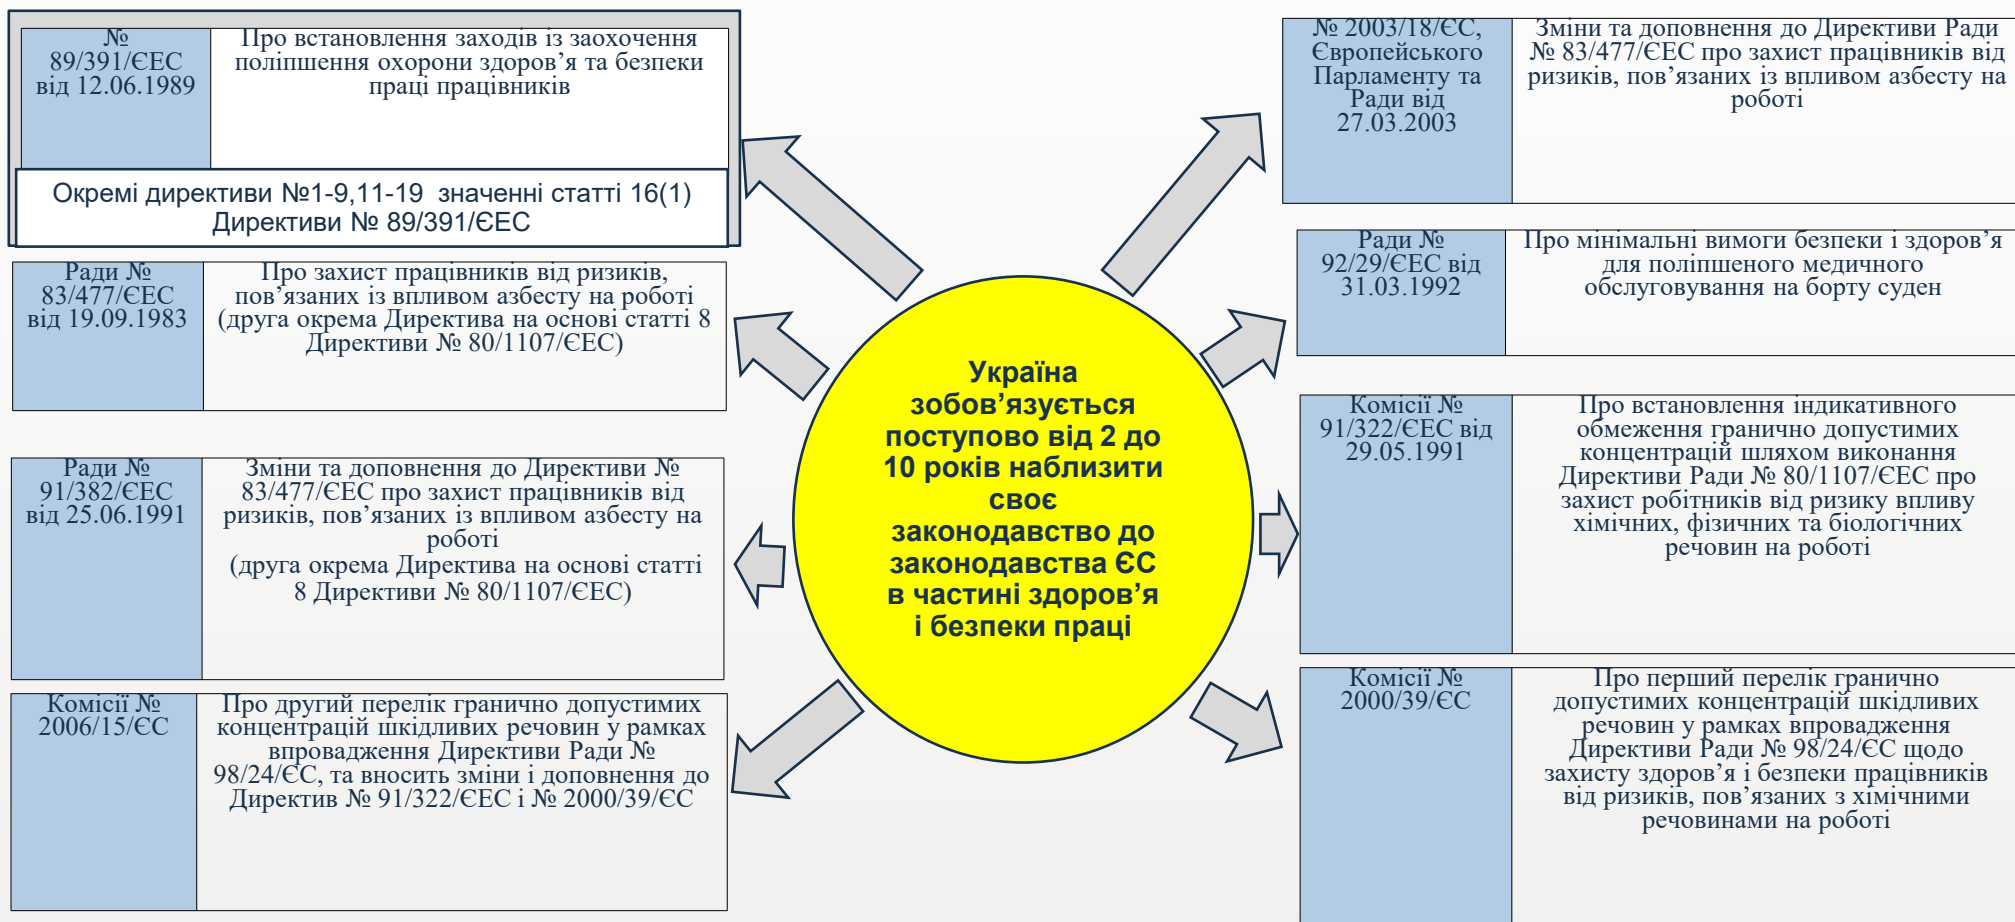 №
89/391/ЄЕС
від 12.06.1989
Про встановлення заходів із заохочення
поліпшення охорони здоров’я та безпеки
праці працівників
Окремі директиви №1-9,11-19 значенні статті 16(1)
Директиви № 89/391/ЄЕС
Ради №
83/477/ЄЕС
від 19.09.1983
Про захист працівників від ризиків,
пов’язаних із впливом азбесту на роботі
(друга окрема Директива на основі статті 8
Директиви № 80/1107/ЄЕС)
Ради №
91/382/ЄЕС
від 25.06.1991
Зміни та доповнення до Директиви №
83/477/ЄЕС про захист працівників від
ризиків, пов’язаних із впливом азбесту на
роботі
(друга окрема Директива на основі статті
8 Директиви № 80/1107/ЄЕС)
Комісії №
2006/15/ЄС
Про другий перелік гранично допустимих
концентрацій шкідливих речовин у рамках
впровадження Директиви Ради №
98/24/ЄС, та вносить зміни і доповнення до
Директив № 91/322/ЄЕС і № 2000/39/ЄС
Україна
зобов’язується
поступово від 2 до
10 років наблизити
своє
законодавство до
законодавства ЄС
в частині здоров’я
і безпеки праці
№ 2003/18/ЄС,
Європейського
Парламенту та
Ради від
27.03.2003
Зміни та доповнення до Директиви Ради
№ 83/477/ЄЕС про захист працівників від
ризиків, пов’язаних із впливом азбесту на
роботі
Ради №
92/29/ЄЕС від
31.03.1992
Про мінімальні вимоги безпеки і здоров’я
для поліпшеного медичного
обслуговування на борту суден
Комісії №
91/322/ЄЕС від
29.05.1991
Про встановлення індикативного
обмеження гранично допустимих
концентрацій шляхом виконання
Директиви Ради № 80/1107/ЄЕС про
захист робітників від ризику впливу
хімічних, фізичних та біологічних
речовин на роботі
Комісії №
2000/39/ЄС
Про перший перелік гранично
допустимих концентрацій шкідливих
речовин у рамках впровадження
Директиви Ради № 98/24/ЄС щодо
захисту здоров’я і безпеки працівників
від ризиків, пов’язаних з хімічними
речовинами на роботі